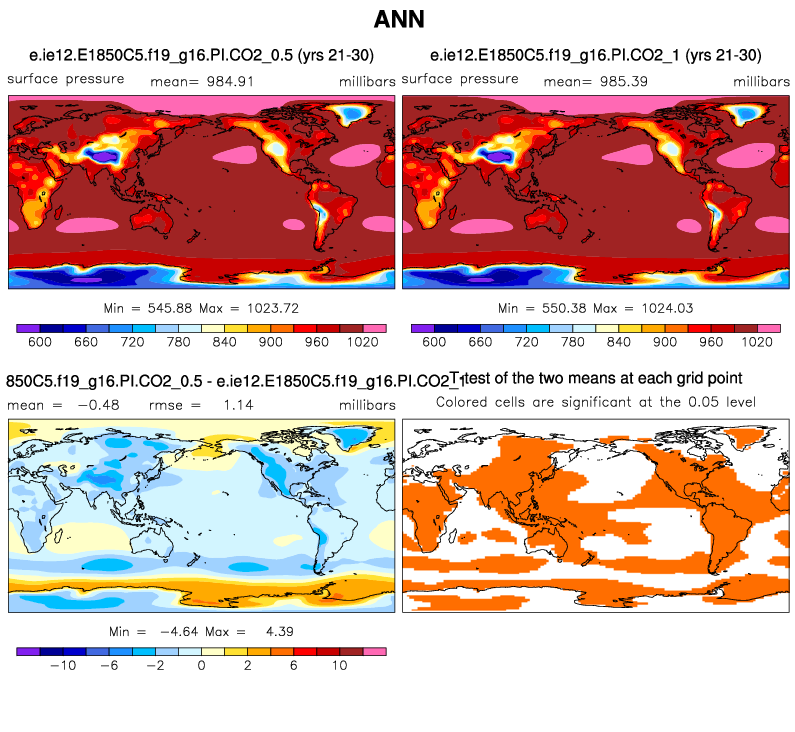 ANN
e.ie12.E1850C5.f19_g16.PI.CO2_0.5 (yrs 21-30)
surface pressure mean= 984.91 millibars
Min = 545.88 Max = 1023.72
600 660 720 780 840 900 960 1020
e.ie12.E1850C5.f19_g16.PI.CO2_1 (yrs 21-30)
surface pressure mean= 985.39 millibars
Min = 550.38 Max = 1024.03
600 660 720 780 840 900 960 1020
850C5.f19_g16.PI.CO2_0.5 - e.ie12.E1850C5.f19_g16.PI.CO2_1
mean = -0.48 rmse = 1.14 millibars
Min = -4.64 Max = 4.39
-10 -6 -2 0 2 6 10
T-test of the two means at each grid point
Colored cells are significant at the 0.05 level